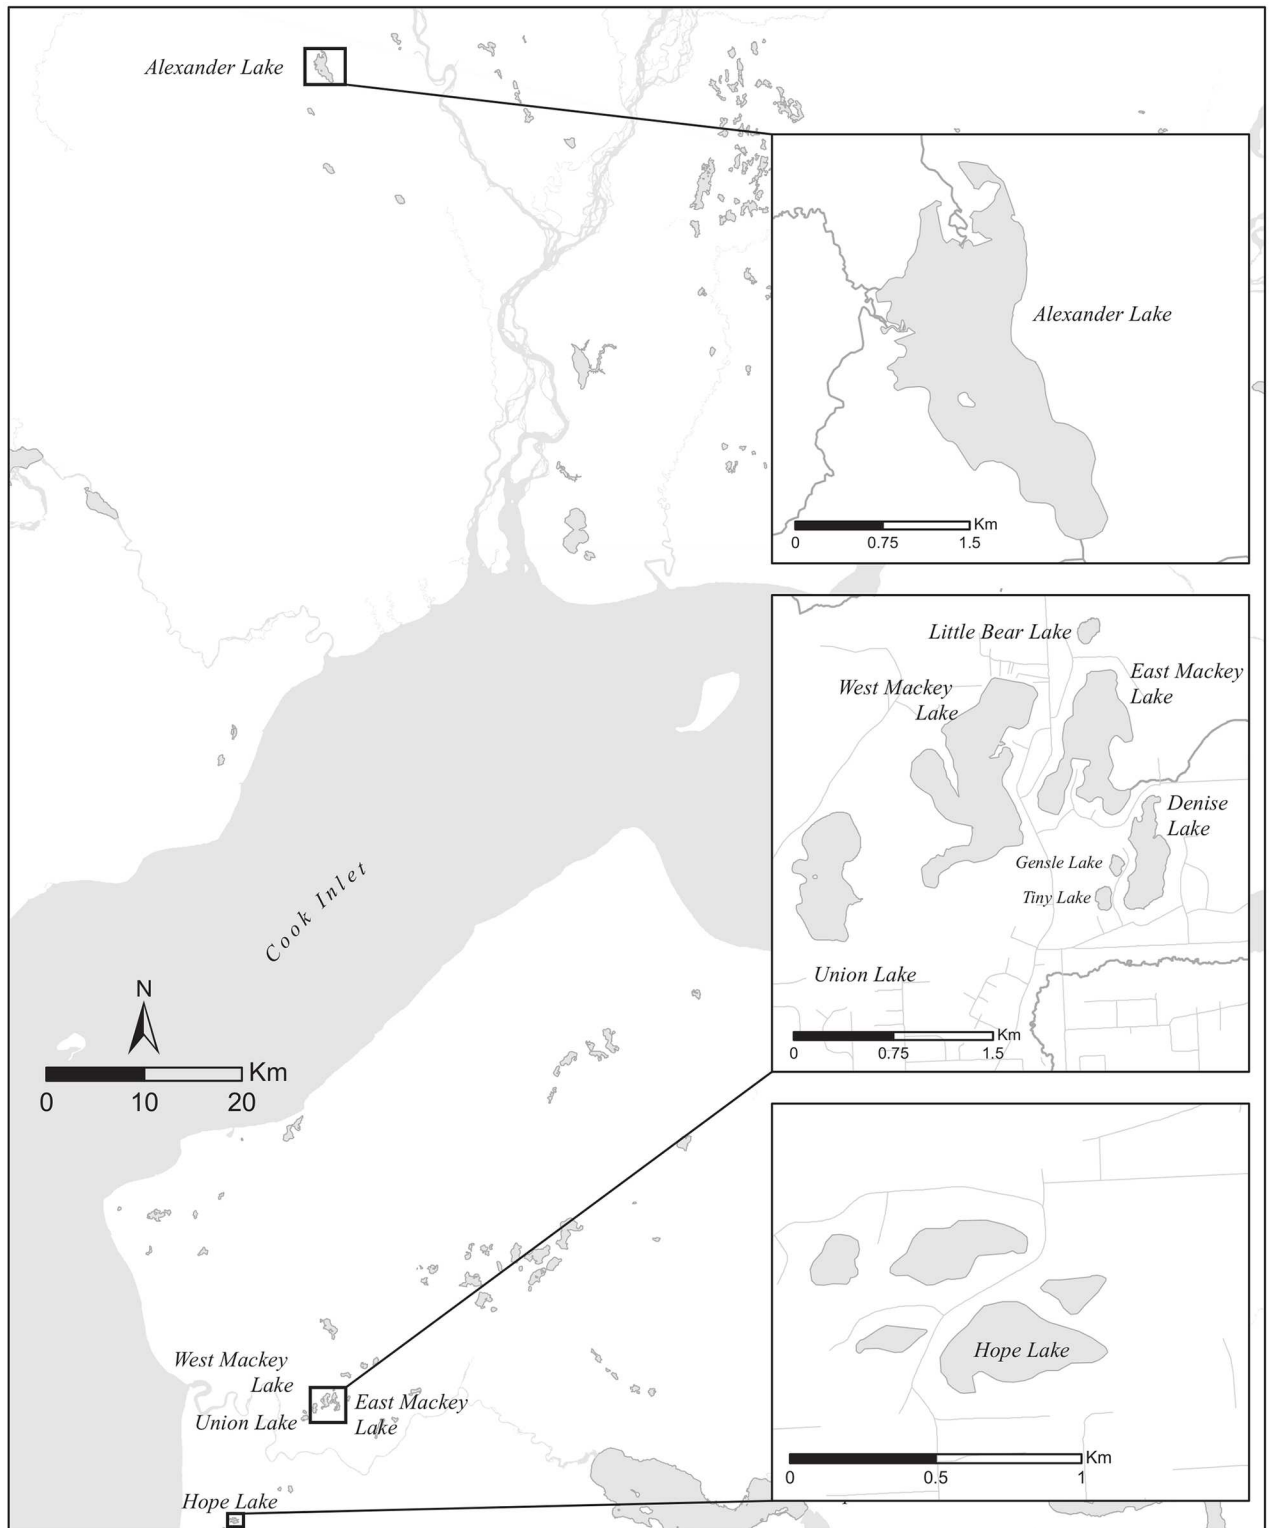 Alexander Lake
Alexander Lake
Km
0 0.75 1.5
Little Bear Lake
East Mackey
Lake
West Mackey
Lake
Denise
Lake
Gensle Lake
Tiny Lake
Union Lake
Km
0 0.75 1.5
Cook Inlet
N
Km
0 10 20
Hope Lake
Km
0 0.5 1
West Mackey
Lake
East Mackey
Lake
Union Lake
Hope Lake